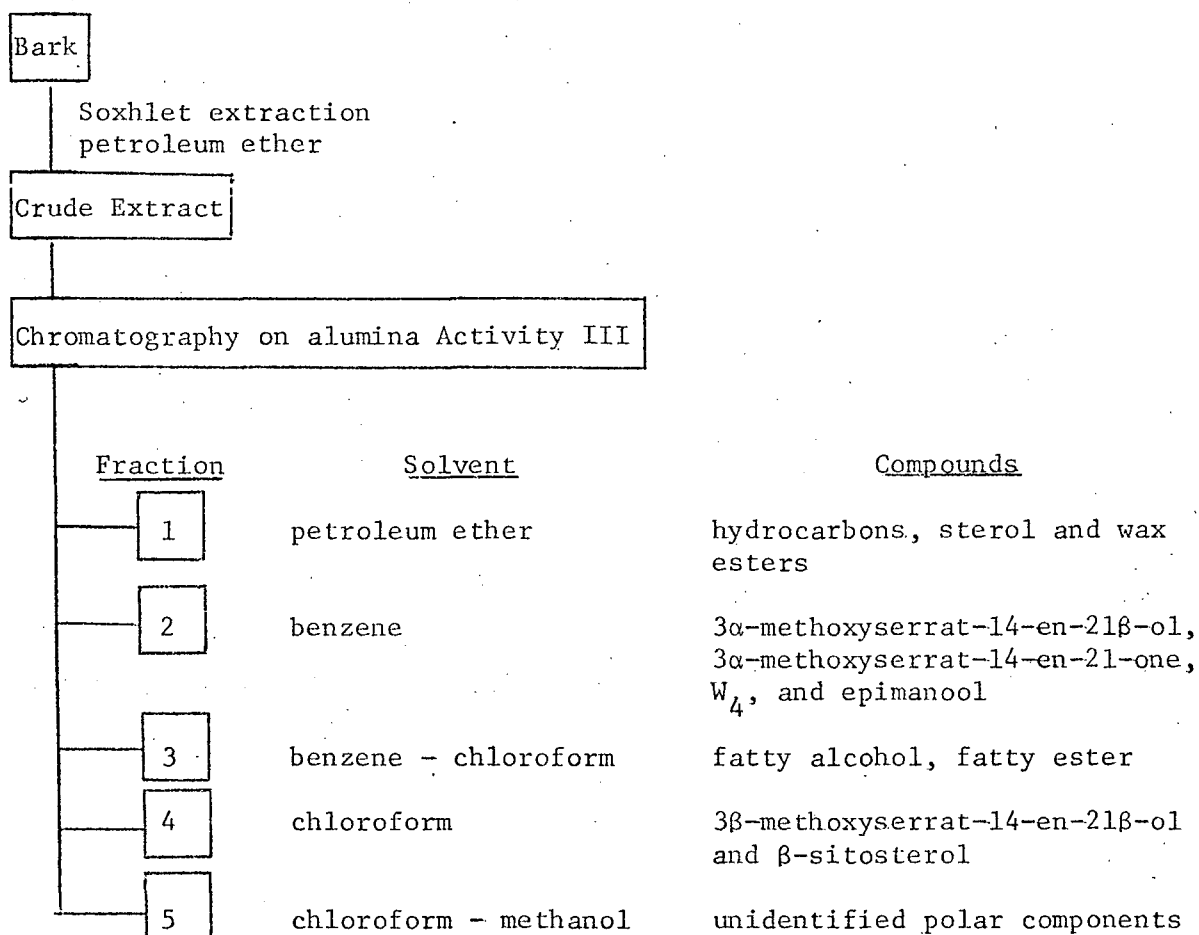 Bark
Soxhlet extraction
petroleum ether
Crude Extract
Chromatography on alumina Activity III
Fraction Solvent Compounds
1 petroleum ether hydrocarbons, sterol and wax
esters
2 benzene 3α-methoxyserrat-14-en-21β-ol,
3α-methoxyserrat-14-en-21-one,
W4, and epimanool
3 benzene - chloroform fatty alcohol, fatty ester
4 chloroform 3β-methoxyserrat-14-en-21β-ol
and β-sitosterol
5 chloroform - methanol unidentified polar components